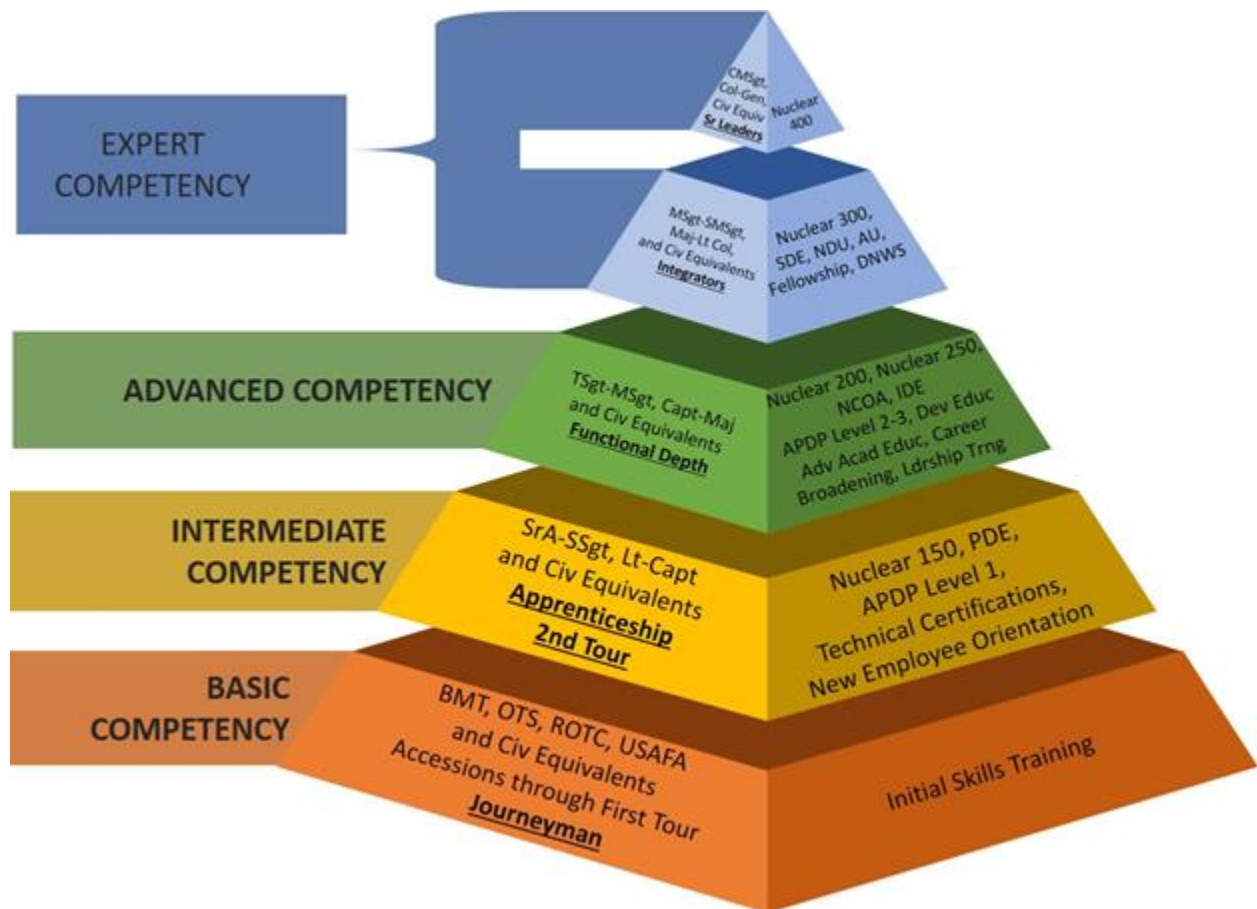 EXPERT
COMPETENCY
CMSgt,
Col-Gen,
Civ Equiv
Sr Leaders
Nuclear
400
MSgt-SMSgt,
Maj-Lt Col,
and Civ Equivalents
Integrators
Nuclear 300,
SDE, NDU, AU,
Fellowship, DNWS
ADVANCED COMPETENCY
TSgt-MSgt, Capt-Maj
and Civ Equivalents
Functional Depth
Nuclear 200, Nuclear 250,
NCOA, IDE
APDP Level 2-3, Dev Educ
Adv Acad Educ, Career
Broadening, Ldrship Trng
INTERMEDIATE
COMPETENCY
SrA-SSgt, Lt-Capt
and Civ Equivalents
Apprenticeship
2nd Tour
Nuclear 150, PDE,
APDP Level 1,
Technical Certifications,
New Employee Orientation
BASIC
COMPETENCY
BMT, OTS, ROTC, USAFA
and Civ Equivalents
Accessions through First Tour
Journeyman
Initial Skills Training